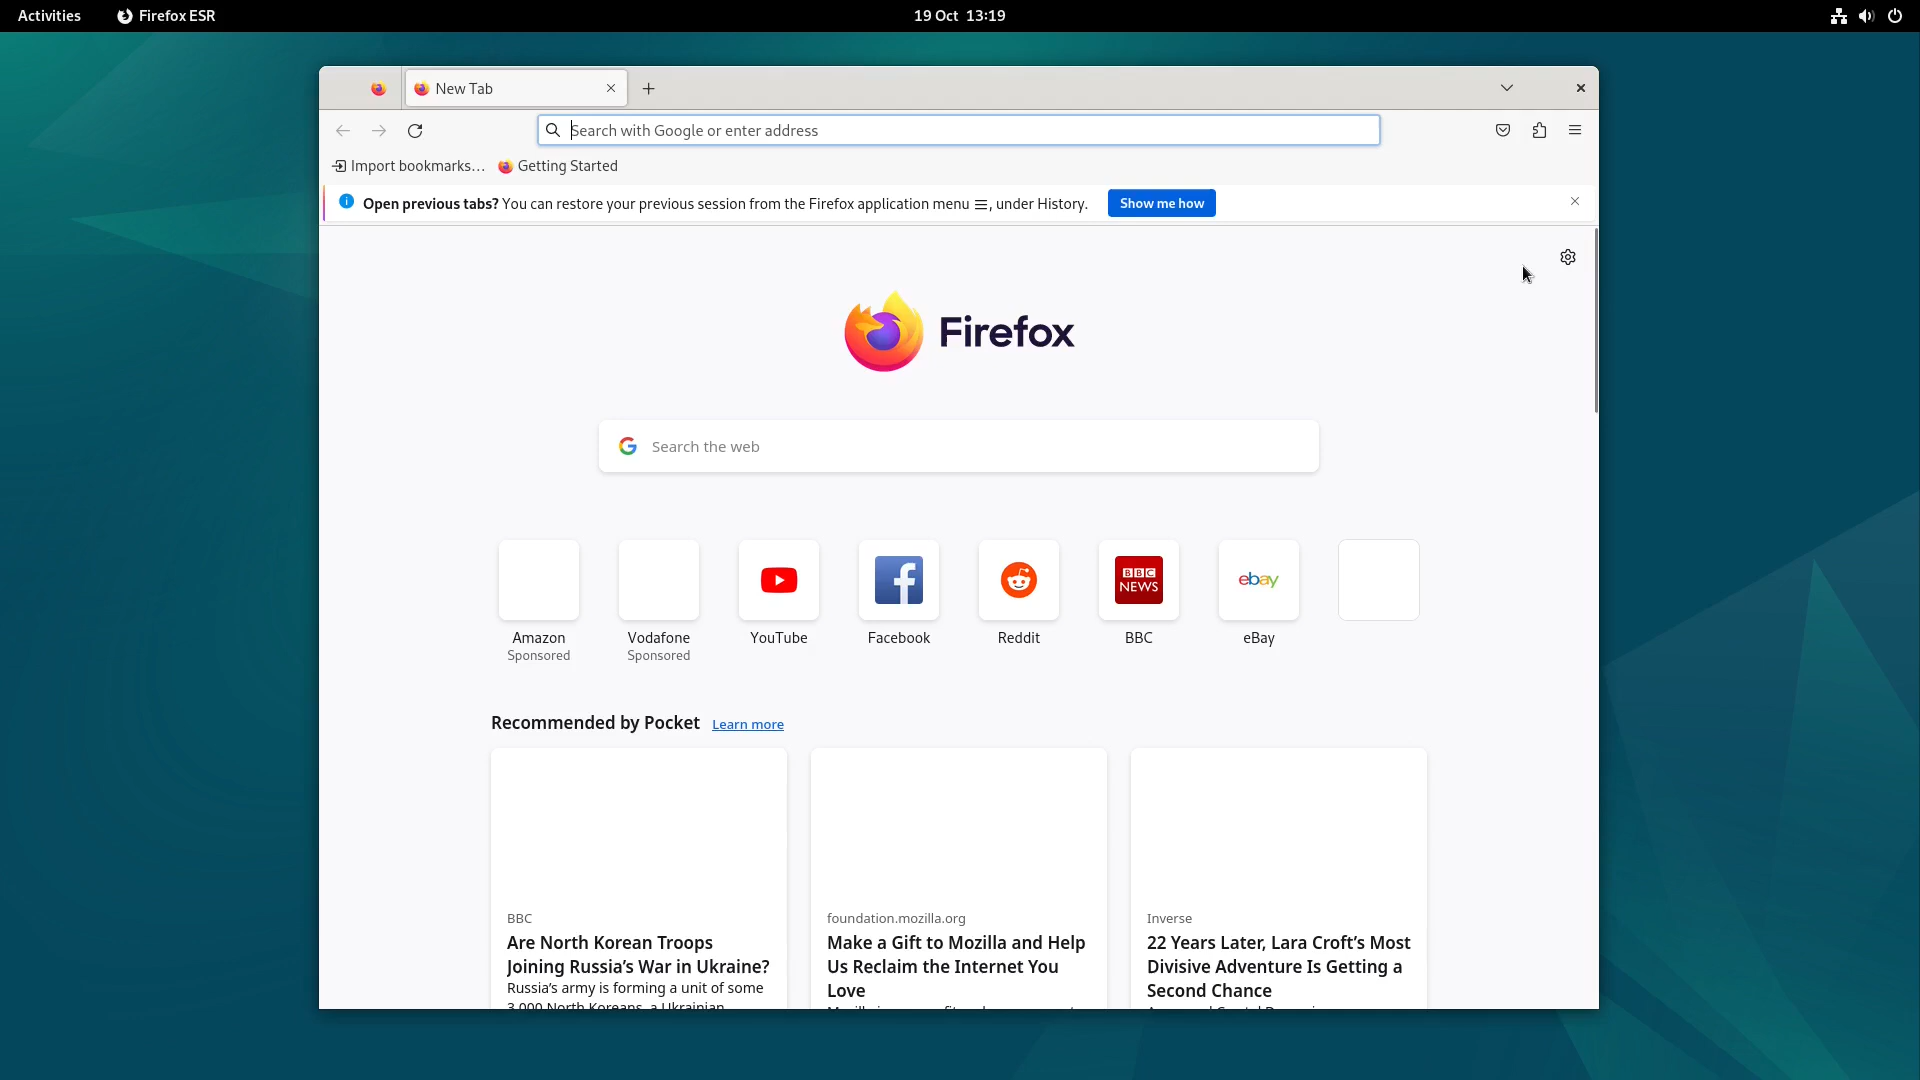 Activities Firefox ESR 19 Oct 13:19
New Tab
Search with Google or enter address
Import bookmarks... Getting Started
Open previous tabs? You can restore your previous session from the Firefox application menu ☰, under History. Show me how
Firefox
Search the web
BBC NEWS ebay
Amazon Vodafone YouTube Facebook Reddit BBC eBay
Sponsored Sponsored
Recommended by Pocket Learn more
BBC
Are North Korean Troops
Joining Russia’s War in Ukraine?
Russia’s army is forming a unit of some
3,000 North Koreans, a Ukrainian
foundation.mozilla.org
Make a Gift to Mozilla and Help
Us Reclaim the Internet You
Love
Inverse
22 Years Later, Lara Croft’s Most
Divisive Adventure Is Getting a
Second Chance